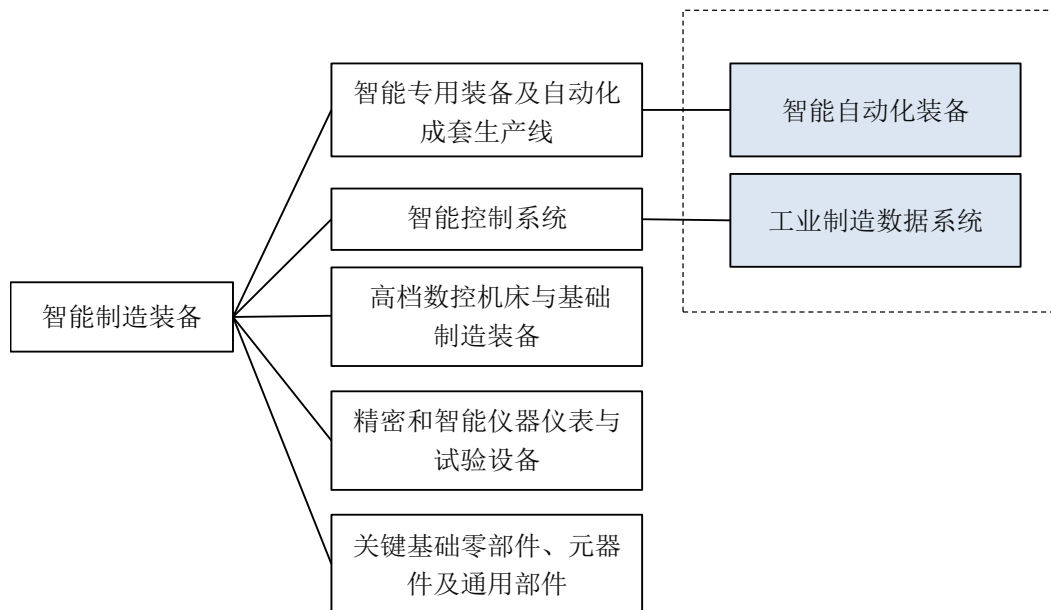 智能专用装备及自动化
成套生产线
智能自动化装备
智能控制系统
工业制造数据系统
智能制造装备
高档数控机床与基础
制造装备
精密和智能仪器仪表与
试验设备
关键基础零部件、元器
件及通用部件